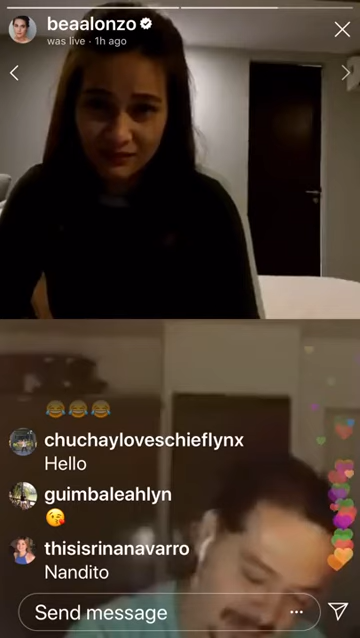 beaalonzo
was live · 1h ago
😂😂😂
chuchayloveschieflynx
Hello
guimbaleahlyn
😘
thisisrinanavarro
Nandito
Send message